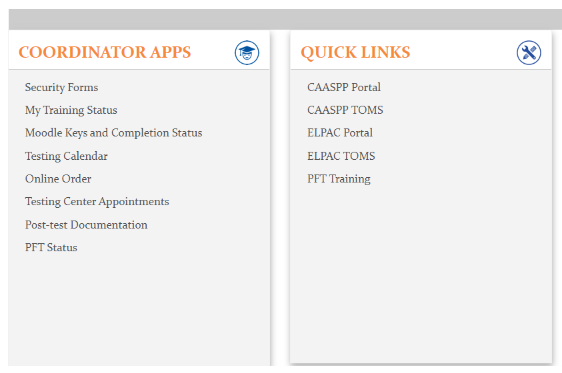 COORDINATOR APPS
Security Forms
My Training Status
Moodle Keys and Completion Status
Testing Calendar
Online Order
Testing Center Appointments
Post-test Documentation
PFT Status
QUICK LINKS
CAASPP Portal
CAASPP TOMS
ELPAC Portal
ELPAC TOMS
PFT Training